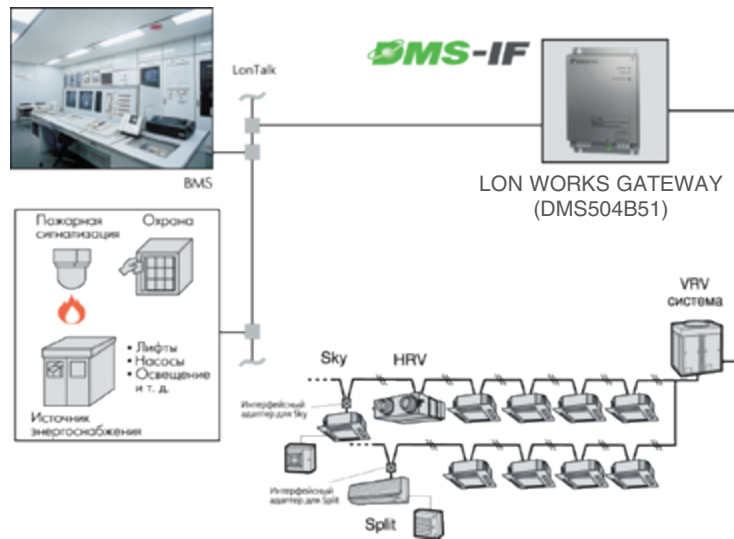 LonTalk
DMS-IF
BMS
LON WORKS GATEWAY
(DMS504B51)
Пожарная
сигнализация
Охрана
• Лифты
• Насосы
• Освещение
и т. д.
Источник
энергоснабжения
VRV
система
Sky
HRV
Интерфейсный
адаптер для Sky
Интерфейсный
адаптер для Split
Split